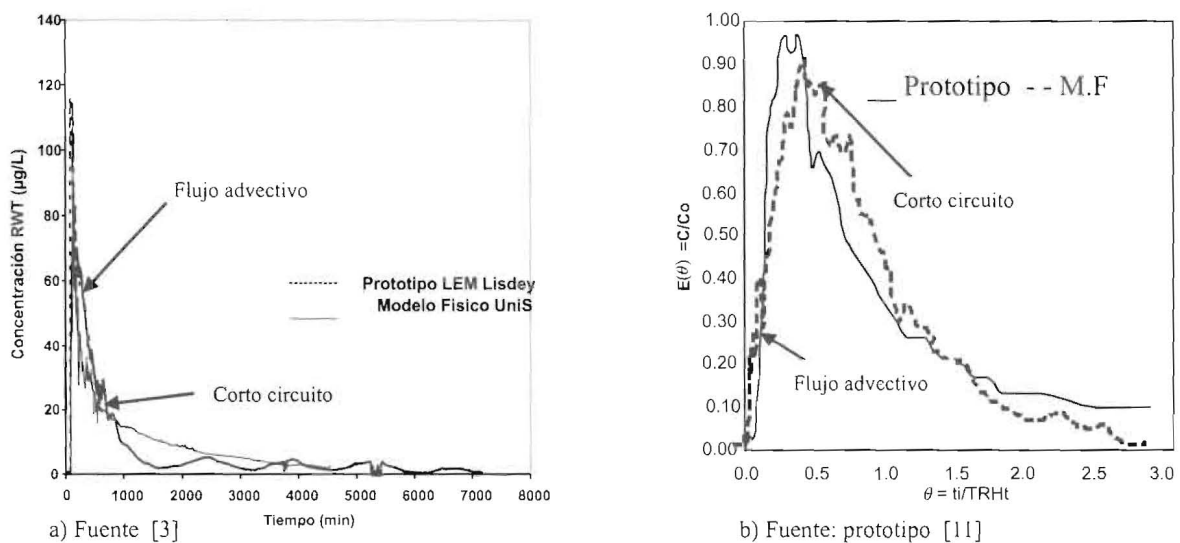 140
120
100
80
60
40
20
0
Concentración RWT (µg/L)
Flujo advectivo
Prototipo LEM Lisdey
Modelo Fisico UniS
Corto circuito
0 1000 2000 3000 4000 5000 6000 7000 8000
Tiempo (min)
a) Fuente [3]
1.00
0.90
0.80
0.70
0.60
0.50
0.40
0.30
0.20
0.10
0.00
E(θ) =C/Co
Prototipo - - M.F
Corto circuito
Flujo advectivo
0.0 0.5 1.0 1.5 2.0 2.5 3.0
θ = ti/TRHt
b) Fuente: prototipo [11]